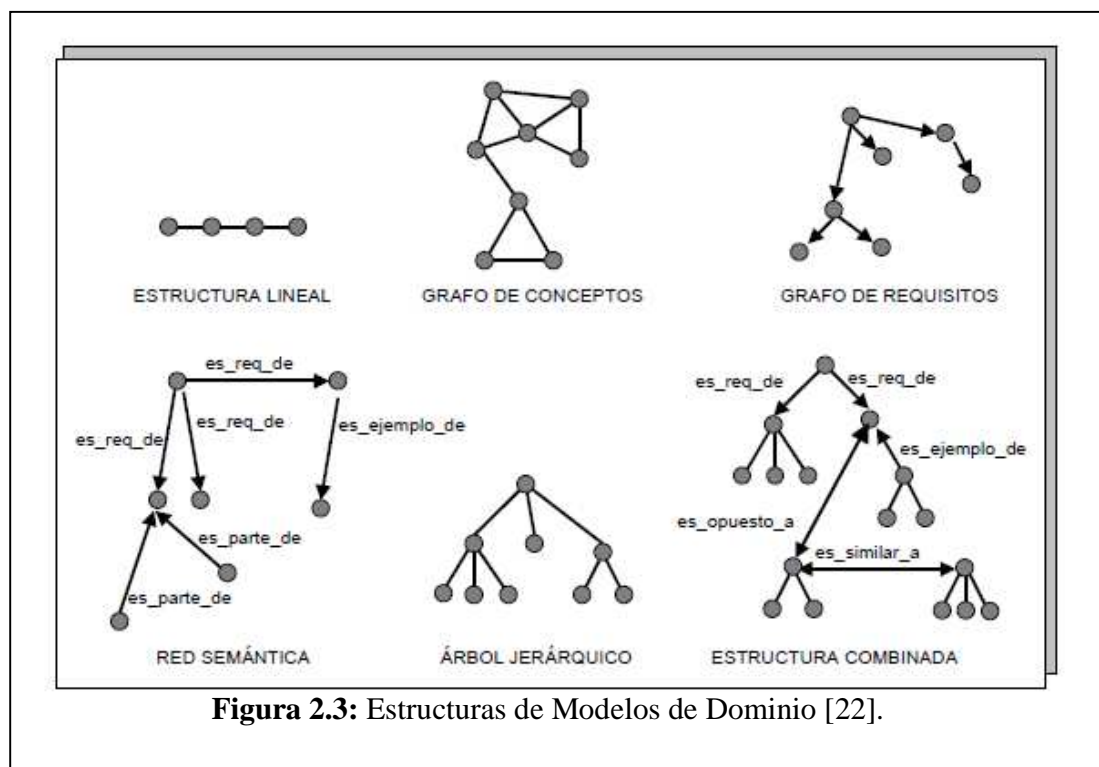 ESTRUCTURA LINEAL
GRAFO DE CONCEPTOS
GRAFO DE REQUISITOS
es_req_de
es_req_de
es_req_de
es_ejemplo_de
es_parte_de
es_parte_de
RED SEMÁNTICA
ÁRBOL JERÁRQUICO
es_req_de
es_req_de
es_ejemplo_de
es_opuesto_a
es_similar_a
ESTRUCTURA COMBINADA
Figura 2.3: Estructuras de Modelos de Dominio [22].